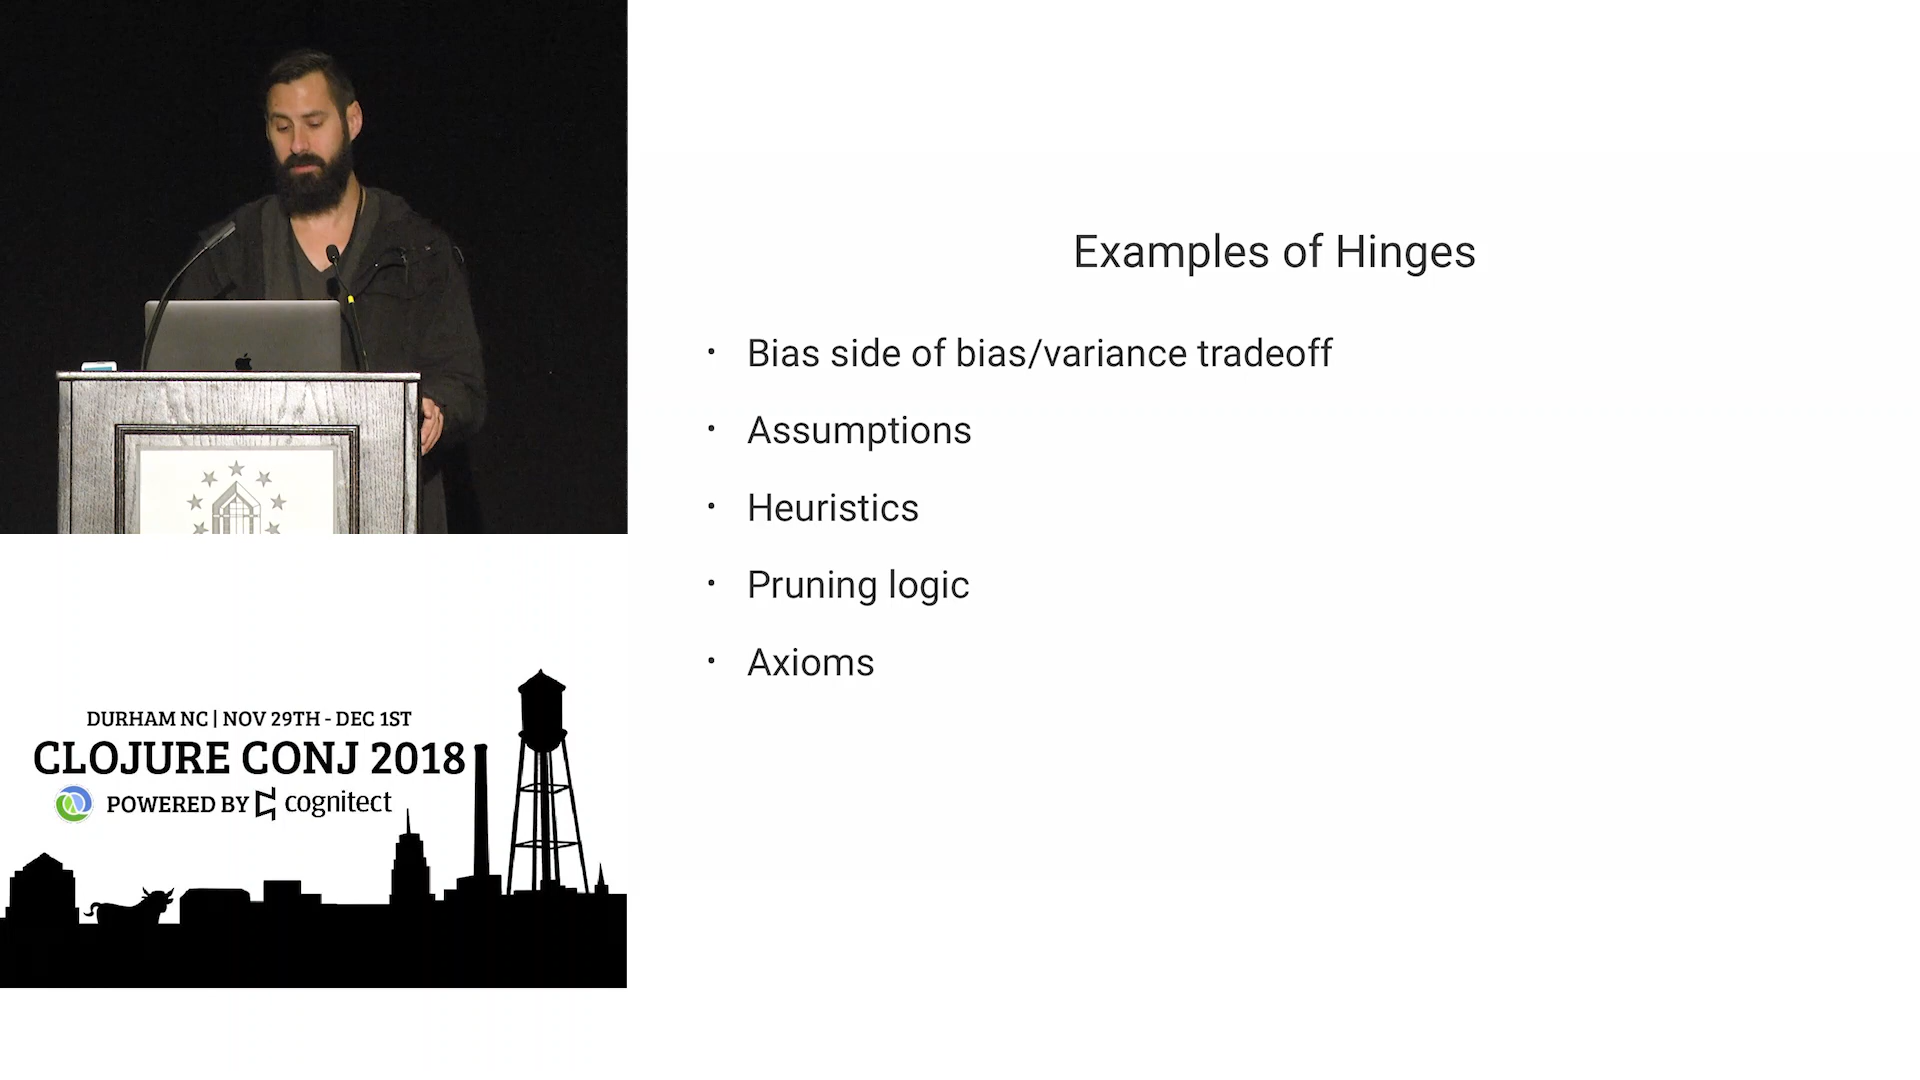 Examples of Hinges
• Bias side of bias/variance tradeoff
• Assumptions
• Heuristics
• Pruning logic
• Axioms
DURHAM NC | NOV 29TH - DEC 1ST
CLOJURE CONJ 2018
POWERED BY cognitect